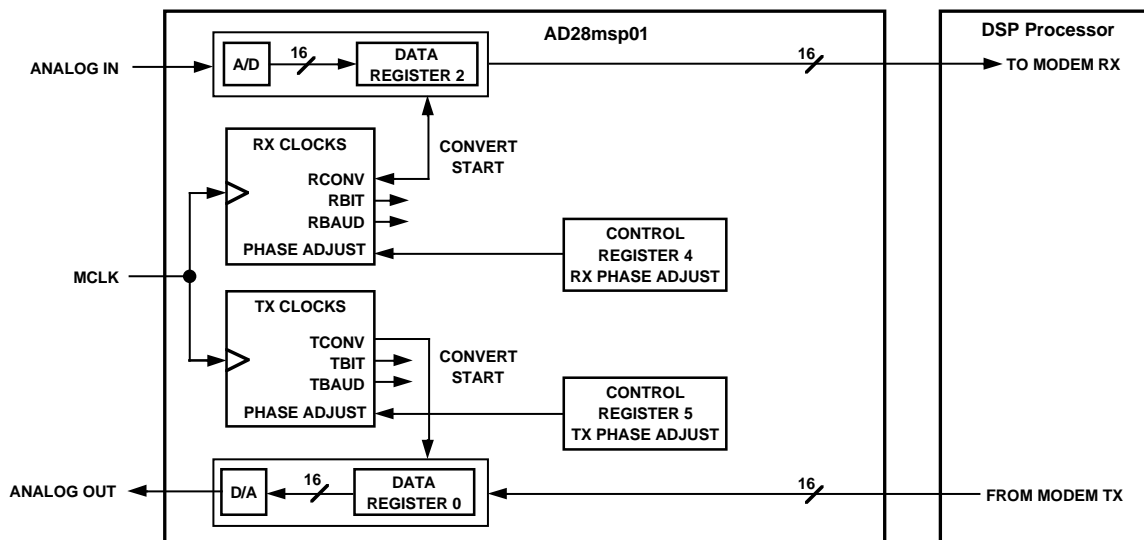 AD28msp01
DSP Processor
ANALOG IN
A/D
16
DATA
REGISTER 2
16
TO MODEM RX
RX CLOCKS
RCONV
RBIT
RBAUD
PHASE ADJUST
CONVERT
START
CONTROL
REGISTER 4
RX PHASE ADJUST
MCLK
TX CLOCKS
TCONV
TBIT
TBAUD
PHASE ADJUST
CONVERT
START
CONTROL
REGISTER 5
TX PHASE ADJUST
ANALOG OUT
D/A
16
DATA
REGISTER 0
16
FROM MODEM TX